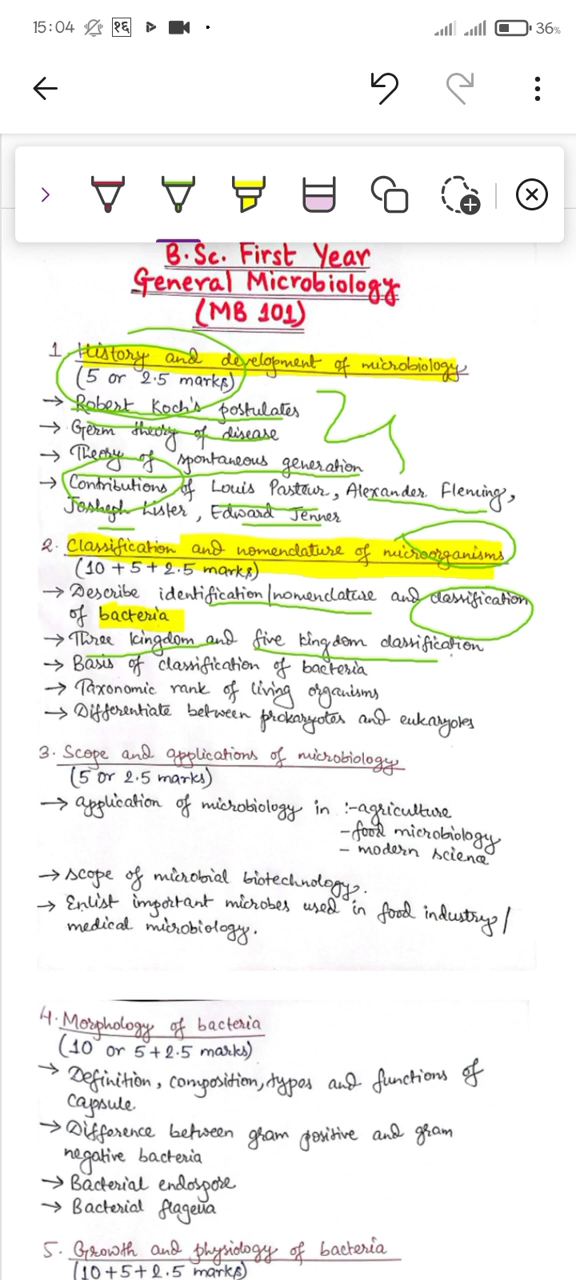 15:04 १६ 36%
B.Sc. First Year
General Microbiology
(MB 101)
1. History and development of microbiology
(5 or 2.5 marks)
→ Robert Koch's postulates
→ Germ theory of disease
→ Theory of spontaneous generation
→ Contributions of Louis Pasteur, Alexander Fleming,
Joshegh Lister, Edward Jenner
2. Classification and nomenclature of microorganisms
(10+5+2.5 marks)
→ Describe identification/nomenclature and classification
of bacteria
→ Three kingdom and five kingdom classification
→ Basis of classification of bacteria
→ Taxonomic rank of living organisms
→ Differentiate between prokaryotes and eukaryotes
3. Scope and applications of microbiology
(5 or 2.5 marks)
→ application of microbiology in :-agriculture
-food microbiology
- modern science
→ scope of microbial biotechnology.
→ Enlist important microbes used in food industry/
medical microbiology.
4. Morphology of bacteria
(10 or 5+2.5 marks)
→ Definition, composition, types and functions of
capsule.
→ Difference between gram positive and gram
negative bacteria
→ Bacterial endospore
→ Bacterial flagella
5. Growth and physiology of bacteria
(10+5+2.5 marks)